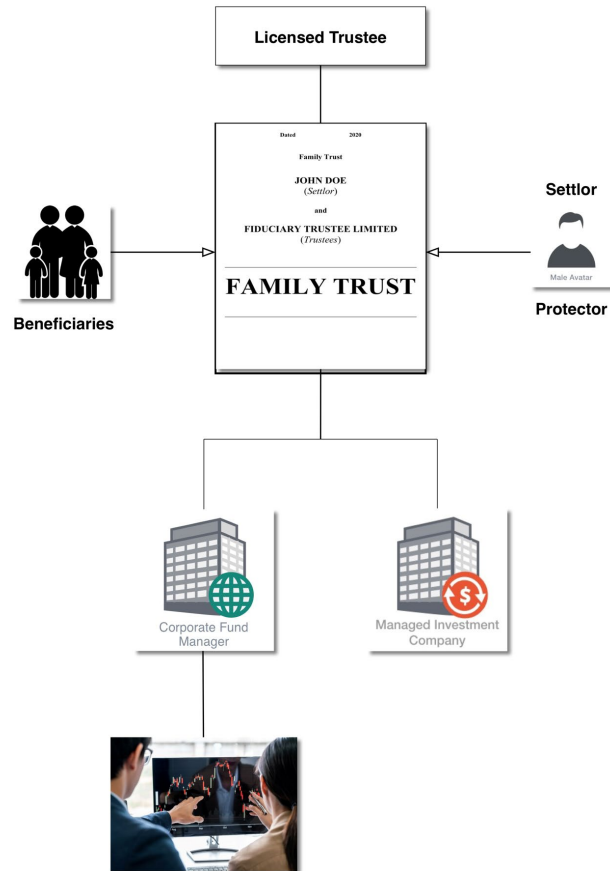 Licensed Trustee
Dated 2020
Family Trust
JOHN DOE
(Settlor)
and
FIDUCIARY TRUSTEE LIMITED
(Trustees)
FAMILY TRUST
Beneficiaries
Settlor
Male Avatar
Protector
Corporate Fund
Manager
Managed Investment
Company